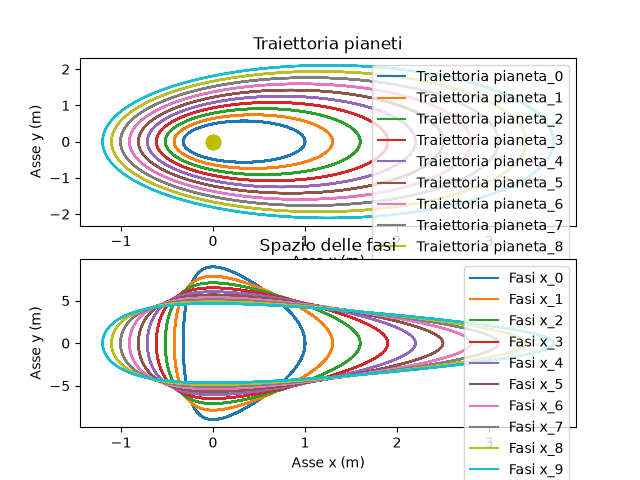 Traiettoria pianeti
Asse y (m)
2
1
0
−1
−2
Traiettoria pianeta_0
Traiettoria pianeta_1
Traiettoria pianeta_2
Traiettoria pianeta_3
Traiettoria pianeta_4
Traiettoria pianeta_5
Traiettoria pianeta_6
Traiettoria pianeta_7
Traiettoria pianeta_8
−1 0 1 3
Asse x (m)
Spazio delle fasi
Asse y (m)
5
0
−5
Fasi x_0
Fasi x_1
Fasi x_2
Fasi x_3
Fasi x_4
Fasi x_5
Fasi x_6
Fasi x_7
Fasi x_8
Fasi x_9
−1 0 1 2 3
Asse x (m)